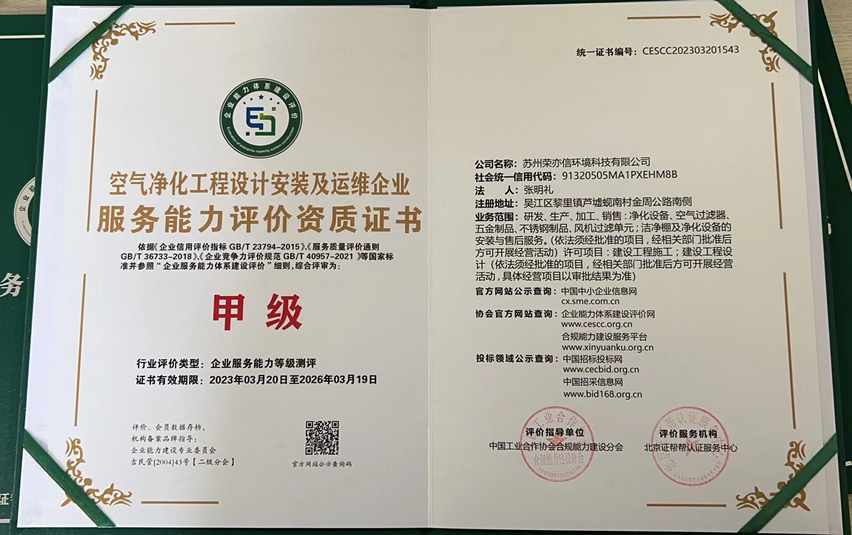 企业能力体系建设评价
空气净化工程设计安装及运维企业
服务能力评价资质证书
依据《企业信用评价指标 GB/T 23794-2015》、《服务质量评价通则
GB/T 36733-2018》、《企业竞争力评价规范 GB/T 40957-2021 》等国家标
准并参照“企业服务能力体系建设评价”细则,综合评审为:
甲级
行业评价类型: 企业服务能力等级测评
证书有效期限: 2023年03月20日至2026年03月19日
评价、会员数据存档,
机构备案品牌指导:
企业能力建设专业委员会
吉民管[2004]43号【二级分会】
官方网站公示查询码
统一证书编号: CESCC202303201543
公司名称: 苏州荣亦信环境科技有限公司
社会统一信用代码: 91320505MA1PXEHM8B
法 人: 张明礼
注册地址: 吴江区黎里镇芦墟蚬南村金周公路南侧
业务范围: 研发、生产、加工、销售: 净化设备、空气过滤器、
五金制品、不锈钢制品、风机过滤单元; 洁净棚及净化设备的
安装与售后服务。(依法须经批准的项目, 经相关部门批准后
方可开展经营活动) 许可项目: 建设工程施工; 建设工程设
计 (依法须经批准的项目, 经相关部门批准后方可开展经营
活动, 具体经营项目以审批结果为准)
官方网站公示查询: 中国中小企业信息网
cx.sme.com.cn
协会官方网站查询: 企业能力体系建设评价网
www.cescc.org.cn
合规能力建设服务平台
www.xinyuanku.org.cn
投标领域公示查询: 中国招标投标网
www.cecbid.org.cn
中国招采信息网
www.bid168.org.cn
评价指导单位
中国工业合作协会合规能力建设分会
评价服务机构
北京证帮帮认证服务中心
务